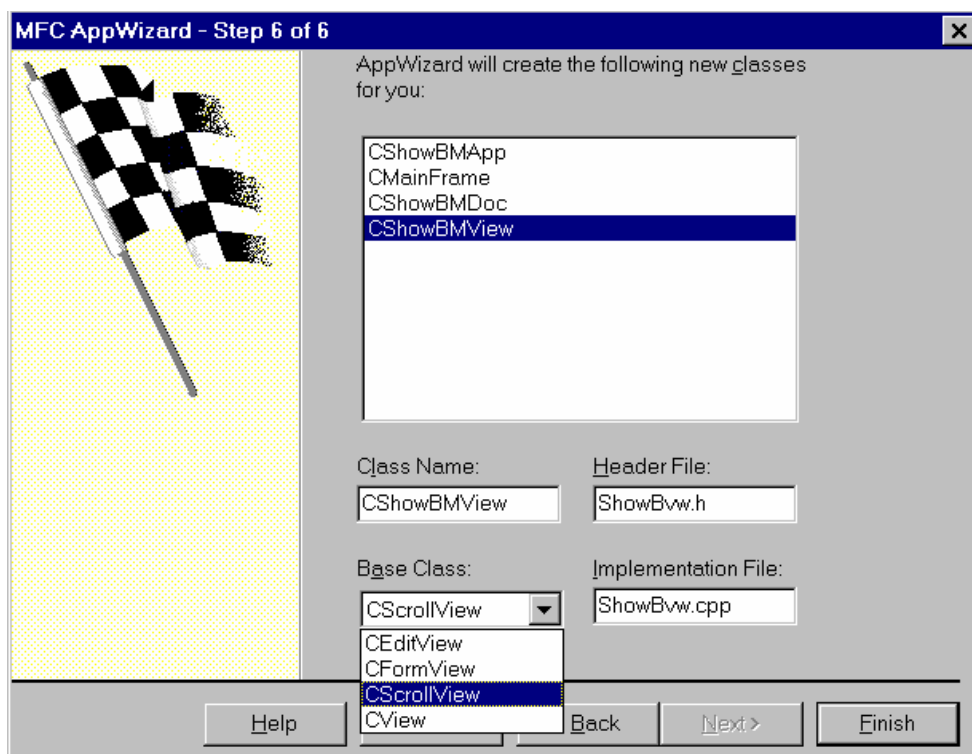 MFC AppWizard - Step 6 of 6
AppWizard will create the following new classes
for you:
CShowBMApp
CMainFrame
CShowBMDoc
CShowBMView
Class Name:
Header File:
CShowBMView
ShowBvw.h
Base Class:
Implementation File:
CScrollView
ShowBvw.cpp
CEditView
CFormView
CScrollView
CView
Help
Back
Next >
Finish